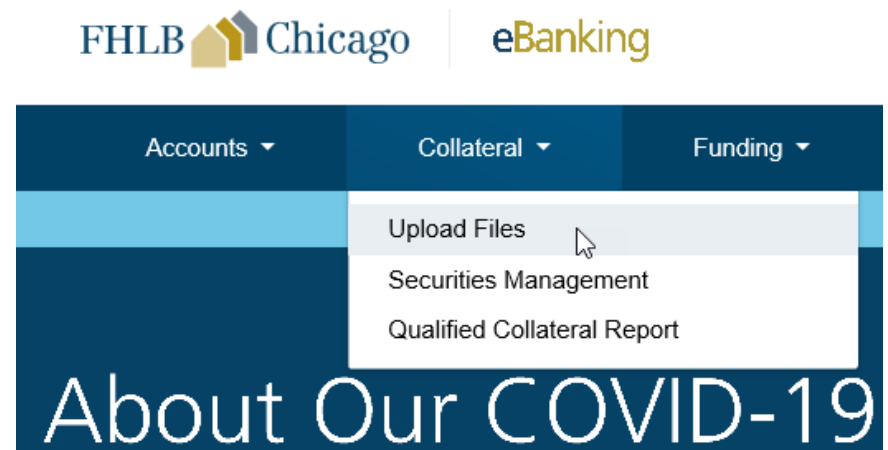 FHLB Chicago eBanking
Accounts Collateral Funding
Upload Files
Securities Management
Qualified Collateral Report
About Our COVID-19